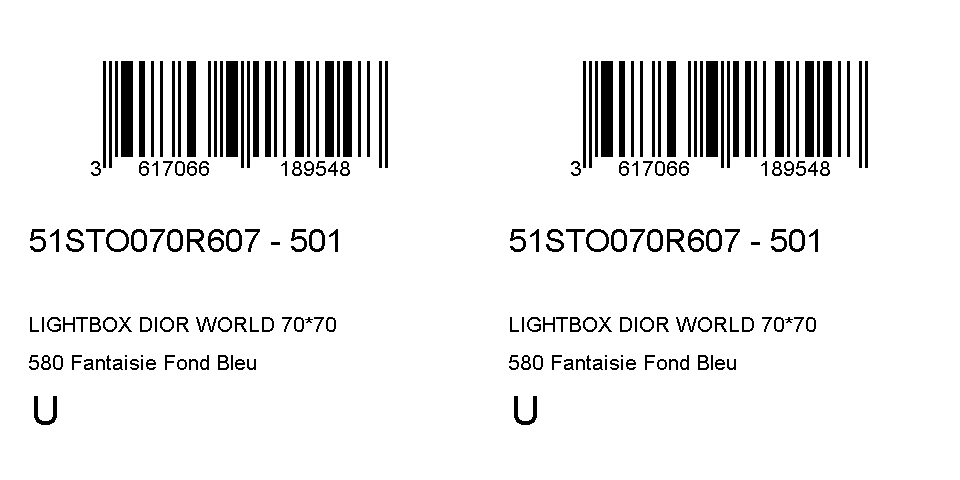 3 617066 189548
51STO070R607 - 501
LIGHTBOX DIOR WORLD 70*70
580 Fantaisie Fond Bleu
U
3 617066 189548
51STO070R607 - 501
LIGHTBOX DIOR WORLD 70*70
580 Fantaisie Fond Bleu
U